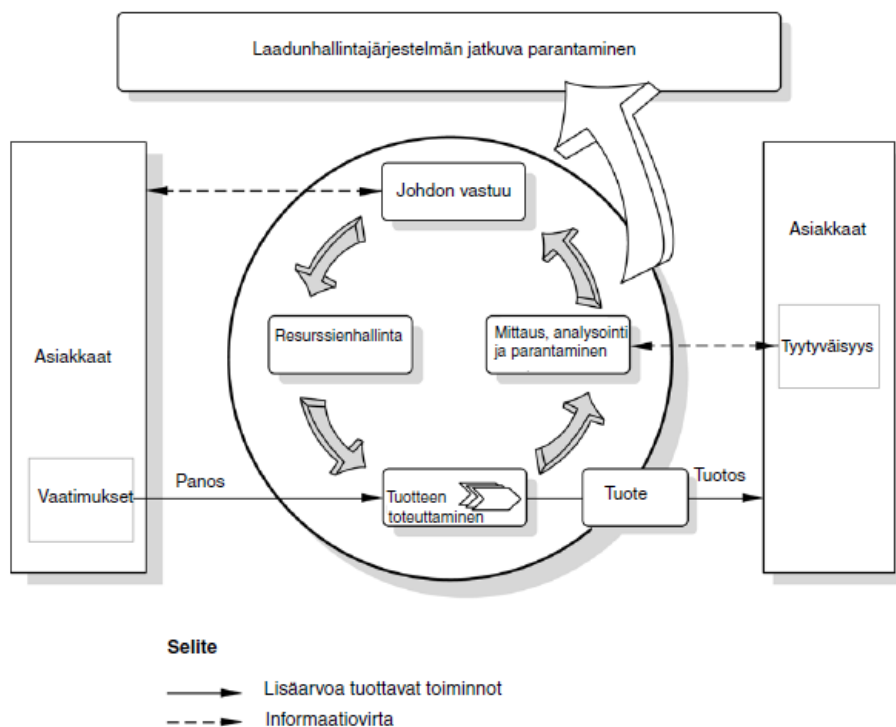 Laadunhallintajärjestelmän jatkuva parantaminen
Johdon vastuu
Asiakkaat
Resurssienhallinta
Mittaus, analysointi
ja parantaminen
Asiakkaat
Tyytyväisyys
Vaatimukset
Panos
Tuotteen
toteuttaminen
Tuote
Tuotos
Selite
Lisäarvoa tuottavat toiminnot
Informaatiovirta